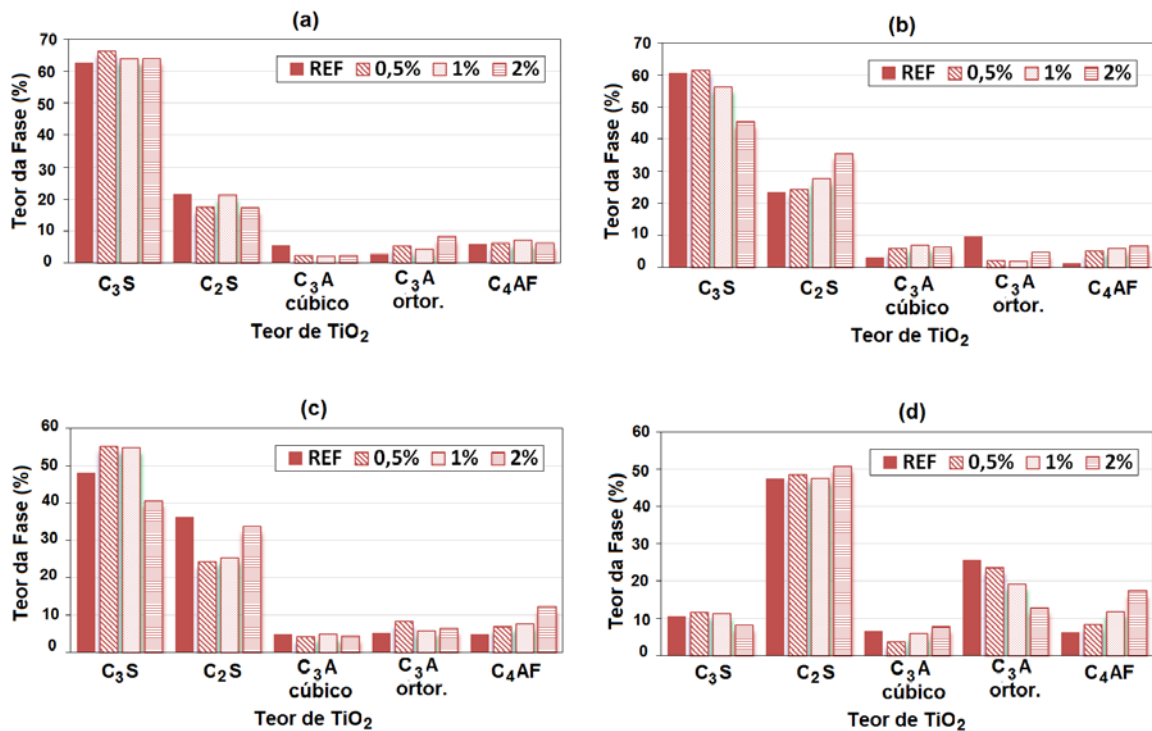 (a)
REF 0,5% 1% 2%
Teor da Fase (%)
70
60
50
40
30
20
10
0
C3S C2S C3A cúbico C3A ortor. C4AF
Teor de TiO2
(b)
REF 0,5% 1% 2%
Teor da Fase (%)
70
60
50
40
30
20
10
0
C3S C2S C3A cúbico C3A ortor. C4AF
Teor de TiO2
(c)
REF 0,5% 1% 2%
Teor da Fase (%)
60
50
40
30
20
10
0
C3S C2S C3A cúbico C3A ortor. C4AF
Teor de TiO2
(d)
REF 0,5% 1% 2%
Teor da Fase (%)
60
50
40
30
20
10
0
C3S C2S C3A cúbico C3A ortor. C4AF
Teor de TiO2